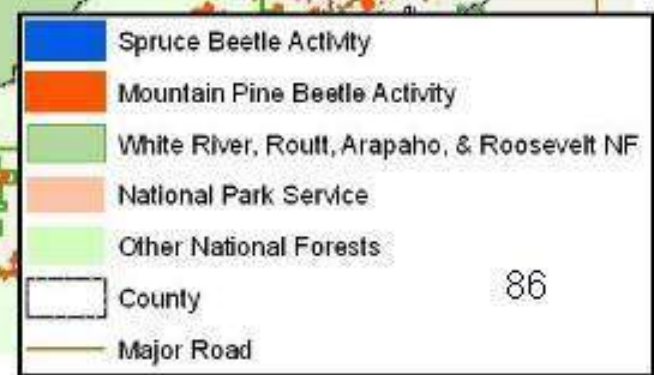 Spruce Beetle Activity
Mountain Pine Beetle Activity
White River, Routt, Arapaho, & Roosevelt NF
National Park Service
Other National Forests
County
86
Major Road